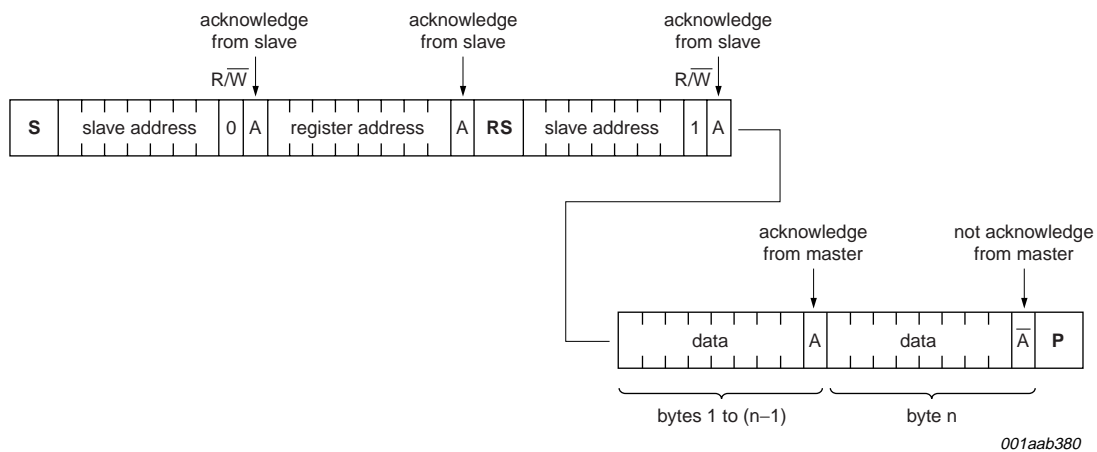 acknowledge
from slave
acknowledge
from slave
acknowledge
from slave
R/W̅
R/W̅
S slave address 0 A register address A RS slave address 1 A
acknowledge
from master
not acknowledge
from master
data A data A̅ P
bytes 1 to (n–1) byte n
001aab380